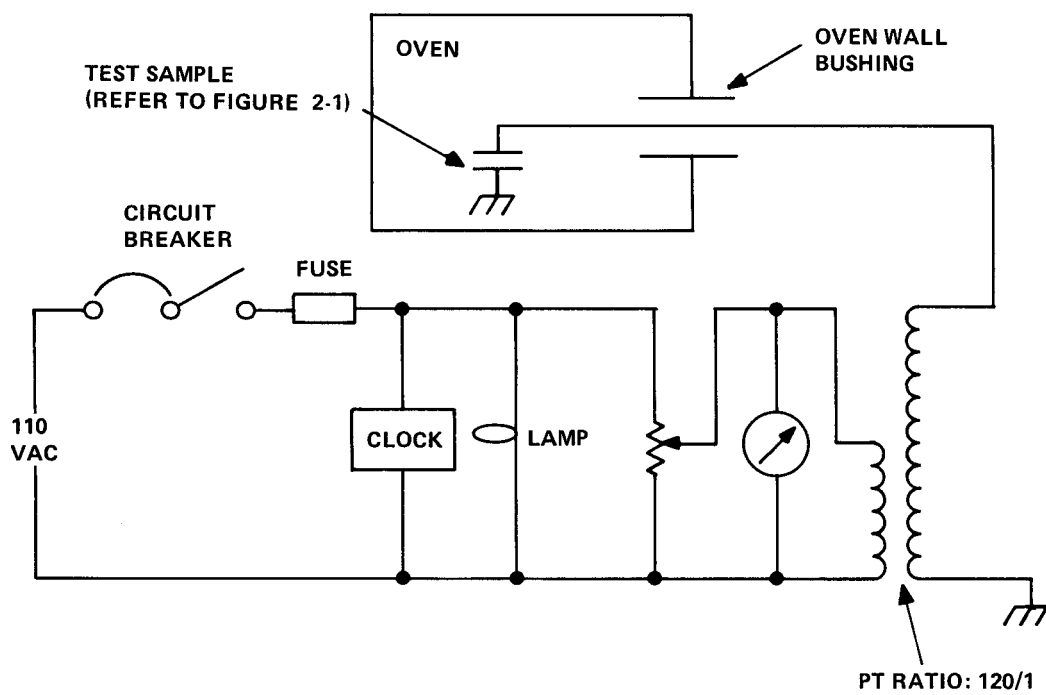 OVEN
OVEN WALL
BUSHING
TEST SAMPLE
(REFER TO FIGURE 2-1)
CIRCUIT
BREAKER
FUSE
110
VAC
CLOCK
LAMP
PT RATIO: 120/1